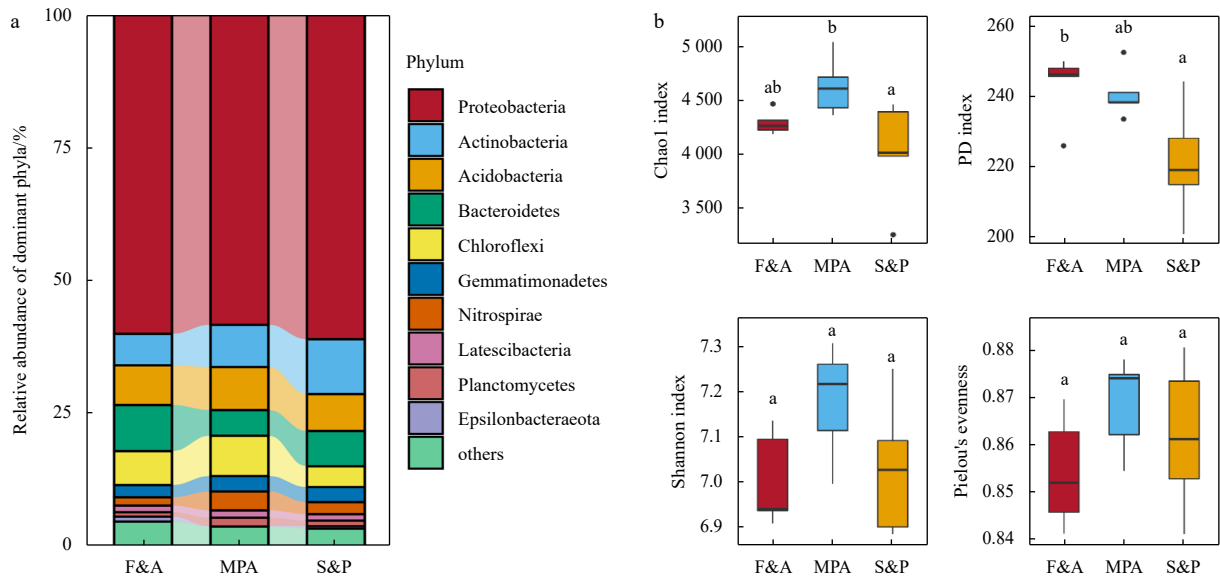 a
Relative abundance of dominant phyla/%
100
75
50
25
0
F&A
MPA
S&P
Phylum
Proteobacteria
Actinobacteria
Acidobacteria
Bacteroidetes
Chloroflexi
Gemmatimonadetes
Nitrospirae
Latescibacteria
Planctomycetes
Epsilonbacteraeota
others
b
Chao1 index
5 000
4 500
4 000
3 500
ab
b
a
F&A
MPA
S&P
PD index
260
240
220
200
b
ab
a
F&A
MPA
S&P
Shannon index
7.3
7.2
7.1
7.0
6.9
a
a
a
F&A
MPA
S&P
Pielou's evenness
0.88
0.87
0.86
0.85
0.84
a
a
a
F&A
MPA
S&P